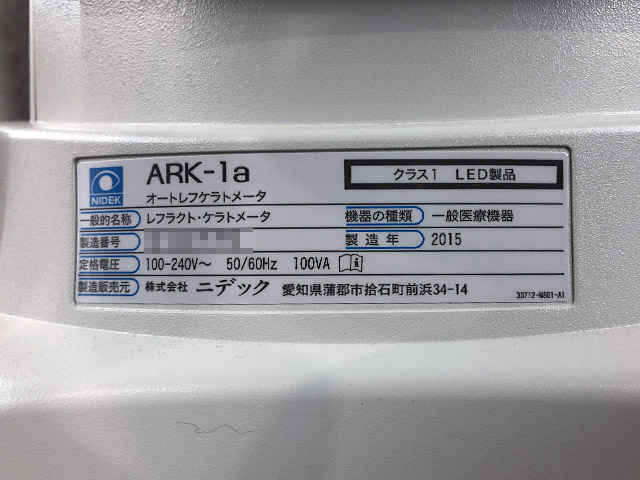 NIDEK
ARK-1a
クラス1 LED製品
オートレフケラトメータ
一般的名称 レフラクト・ケラトメータ 機器の種類 一般医療機器
製造番号 製造年 2015
定格電圧 100-240V～ 50/60Hz 100VA
製造販売元 株式会社 ニデック 愛知県蒲郡市拾石町前浜34-14
30712-M801-A1